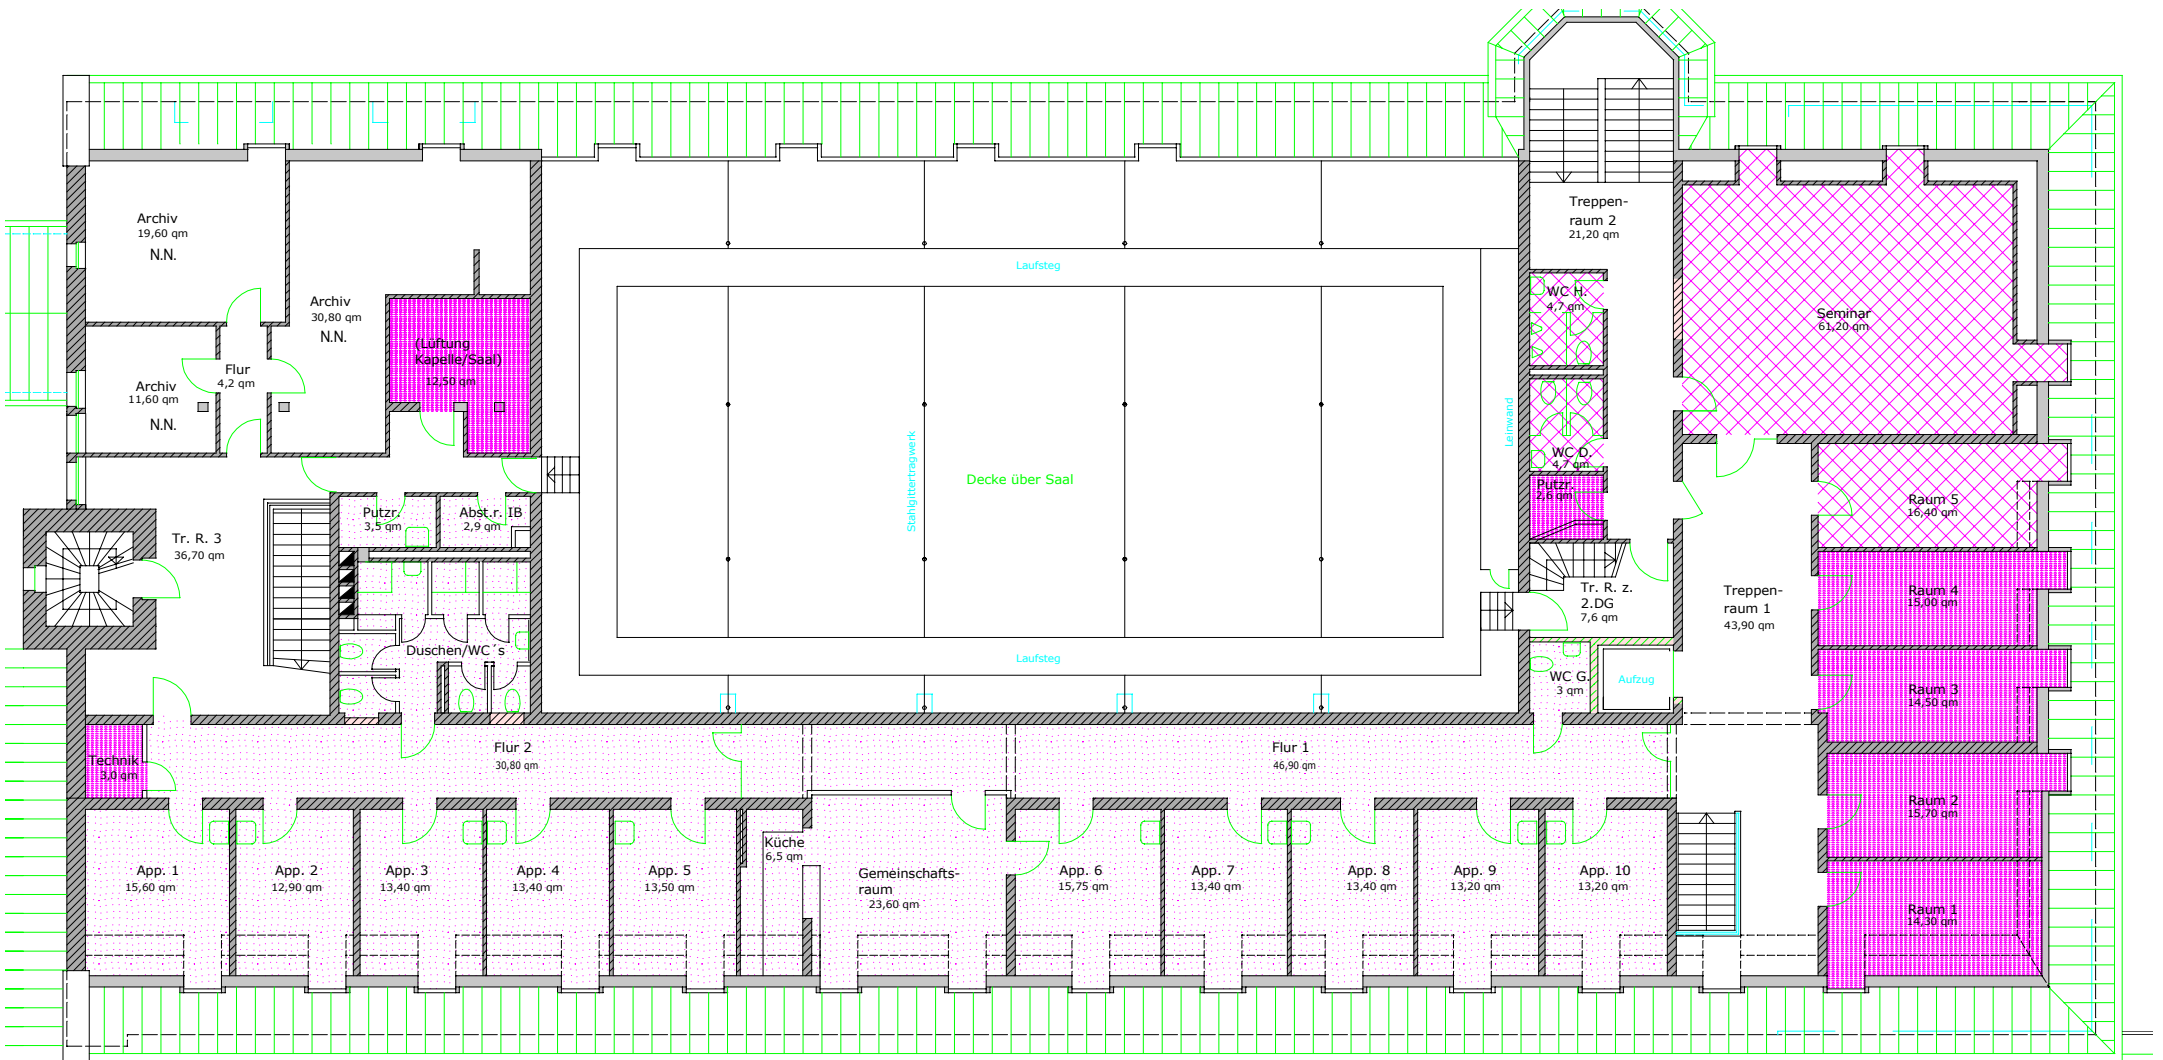 Archiv
19,60 qm
N.N.
Archiv
30,80 qm
N.N.
Archiv
11,60 qm
N.N.
Flur
4,2 qm
(Lüftung
Kapelle/Saal)
12,50 qm
Tr. R. 3
36,70 qm
Putzr.
3,5 qm
Abst.r. IB
2,9 qm
Duschen/WC´s
Laufsteg
Stahlgittertragwerk
Decke über Saal
Leinwand
Laufsteg
Treppen-
raum 2
21,20 qm
WC H.
4,7 qm
WC D.
4,7 qm
Putzr.
2,6 qm
Tr. R. z.
2.DG
7,6 qm
WC G.
3 qm
Aufzug
Seminar
61,20 qm
Treppen-
raum 1
43,90 qm
Raum 5
16,40 qm
Raum 4
15,00 qm
Raum 3
14,50 qm
Raum 2
15,70 qm
Raum 1
14,30 qm
Technik
3,0 qm
Flur 2
30,80 qm
Flur 1
46,90 qm
App. 1
15,60 qm
App. 2
12,90 qm
App. 3
13,40 qm
App. 4
13,40 qm
App. 5
13,50 qm
Küche
6,5 qm
Gemeinschafts-
raum
23,60 qm
App. 6
15,75 qm
App. 7
13,40 qm
App. 8
13,40 qm
App. 9
13,20 qm
App. 10
13,20 qm